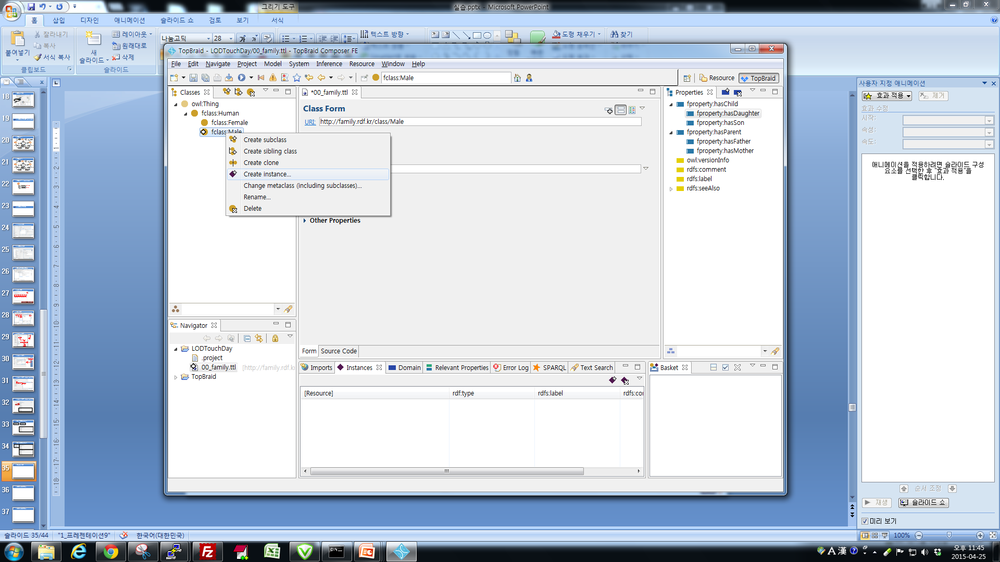 그리기 도구
실습.pptx - Microsoft PowerPoint
홈 삽입 디자인 애니메이션 슬라이드 쇼 검토 보기 서식
붙여넣기
잘라내기
복사
서식 복사
클립보드
새 슬라이드
레이아웃
원래대로
삭제
슬라이드
나눔고딕 28
텍스트 방향
도형 채우기
찾기
TopBraid - LODTouchDay/00_family.ttl - TopBraid Composer FE
File Edit Navigate Project Model System Inference Resource Window Help
fclass:Male
Resource
TopBraid
Classes
owl:Thing
fclass:Human
fclass:Female
fclass:Male
Create subclass
Create sibling class
Create clone
Create instance...
Change metaclass (including subclasses)...
Rename...
Delete
*00_family.ttl
Class Form
URI: http://family.rdf.kr/class/Male
Other Properties
Form Source Code
Properties
fproperty:hasChild
fproperty:hasDaughter
fproperty:hasSon
fproperty:hasParent
fproperty:hasFather
fproperty:hasMother
owl:versionInfo
rdfs:comment
rdfs:label
rdfs:seeAlso
Navigator
LODTouchDay
.project
00_family.ttl [http://family.rdf.k
TopBraid
Imports Instances Domain Relevant Properties Error Log SPARQL Text Search
[Resource] rdf:type rdfs:label rdfs:co
Basket
사용자 지정 애니메이션
효과 적용 제거
효과 수정
시작:
속성:
속도:
애니메이션을 적용하려면 슬라이드 구성
요소를 선택한 후 "효과 적용"을
클릭합니다.
순서 조정
재생 슬라이드 쇼
미리 보기
18
19
20
21
22
23
24
25
26
27
28
29
30
31
32
33
34
35
36
37
슬라이드 35/44 "1_프레젠테이션9" 한국어(대한민국)
100%
A 漢
오후 11:45
2015-04-25